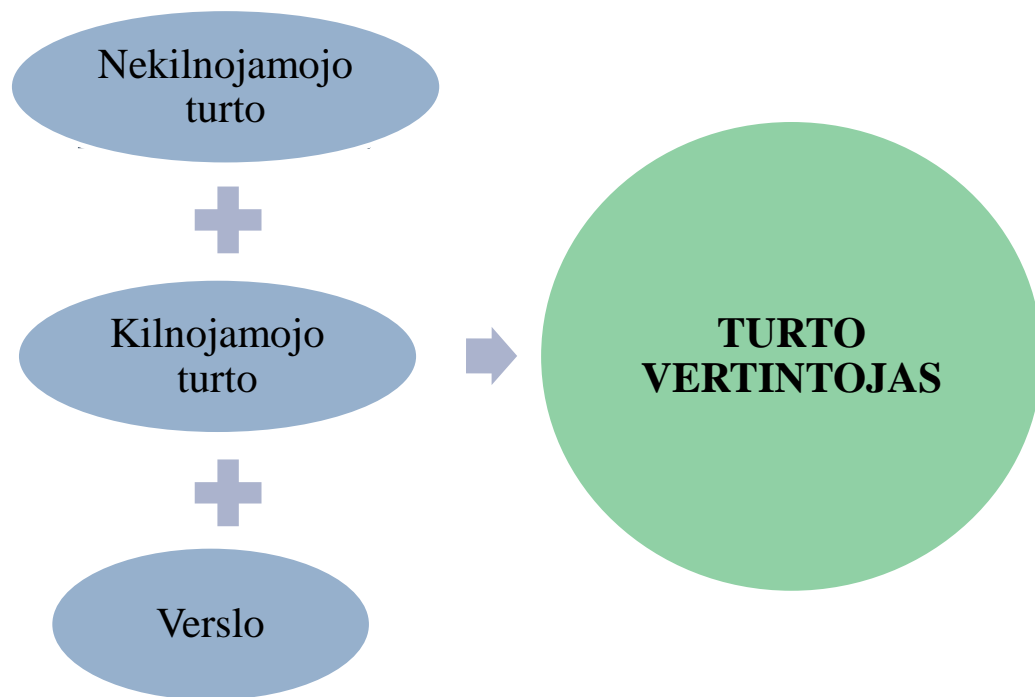 Nekilnojamojo
turto
Kilnojamojo
turto
Verslo
TURTO
VERTINTOJAS